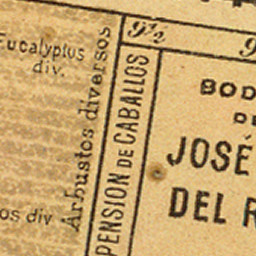 Eucalyptus
div.
Arbustos diversos
os div
PENSION DE CABALLOS
9½
9
BOD
DE
JOSÉ
DEL R